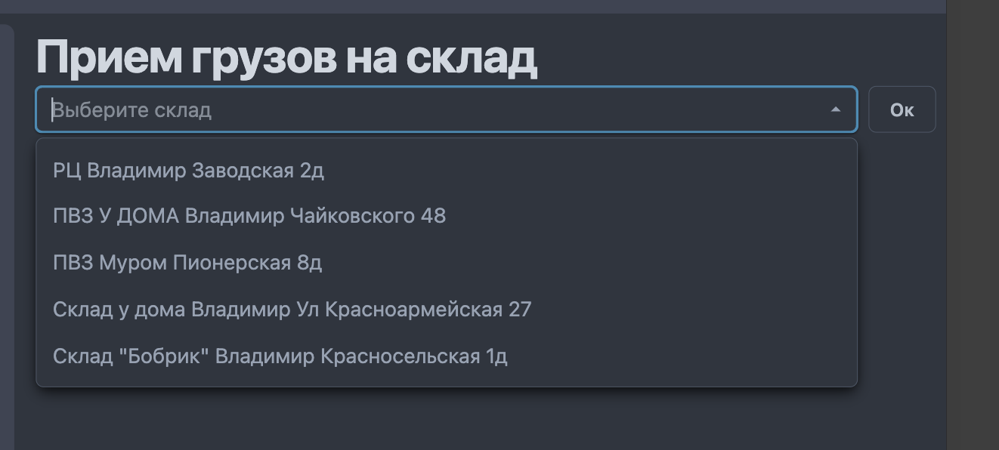 Прием грузов на склад
Выберите склад
Ок
РЦ Владимир Заводская 2д
ПВЗ У ДОМА Владимир Чайковского 48
ПВЗ Муром Пионерская 8д
Склад у дома Владимир Ул Красноармейская 27
Склад "Бобрик" Владимир Красносельская 1д